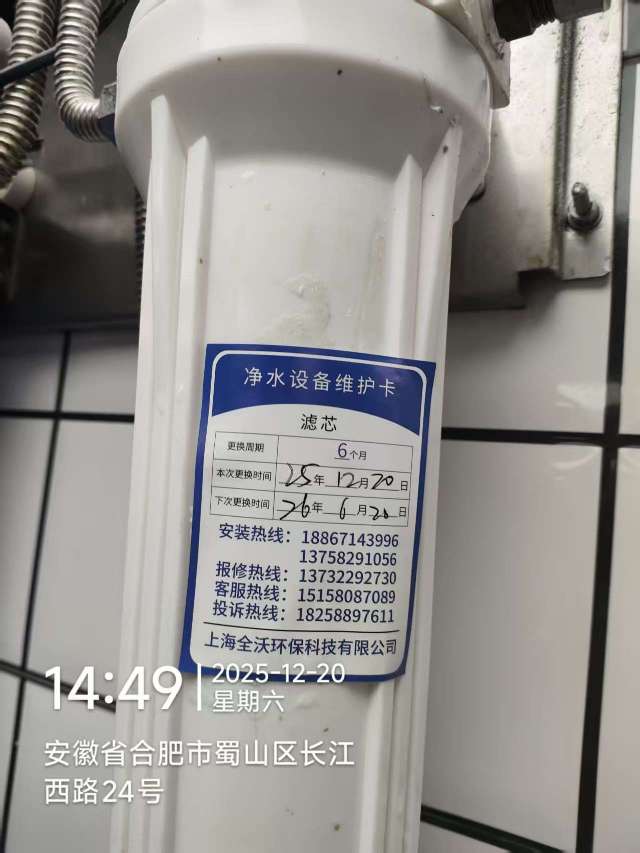 净水设备维护卡
滤芯
更换周期 6个月
本次更换时间 25年12月20日
下次更换时间 26年6月20日
安装热线：18867143996
13758291056
报修热线：13732292730
客服热线：15158087089
投诉热线：18258897611
上海全沃环保科技有限公司
14:49 2025-12-20
星期六
安徽省合肥市蜀山区长江
西路24号